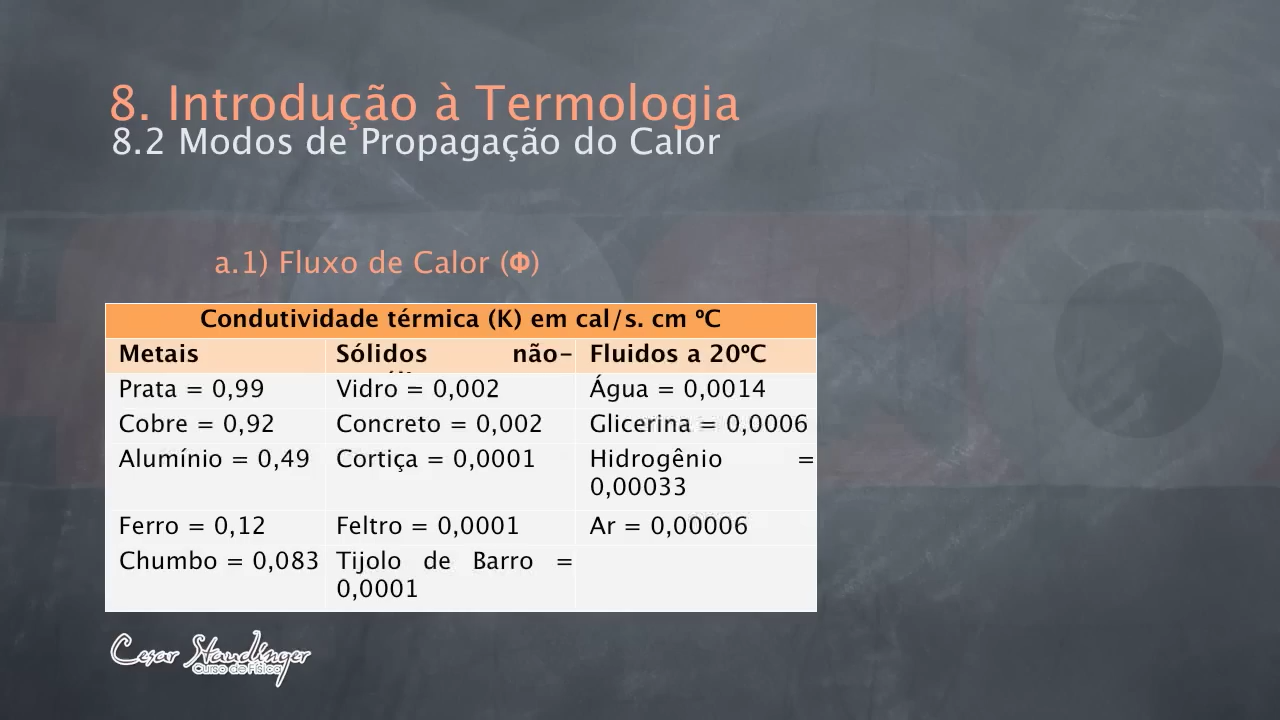 8. Introdução à Termologia
8.2 Modos de Propagação do Calor
a.1) Fluxo de Calor (Φ)
Condutividade térmica (K) em cal/s. cm ºC
Metais Sólidos não- Fluidos a 20ºC
Prata = 0,99 Vidro = 0,002 Água = 0,0014
Cobre = 0,92 Concreto = 0,002 Glicerina = 0,0006
Alumínio = 0,49 Cortiça = 0,0001 Hidrogênio =
0,00033
Ferro = 0,12 Feltro = 0,0001 Ar = 0,00006
Chumbo = 0,083 Tijolo de Barro =
0,0001
Cesar Staudinger
Curso de Física